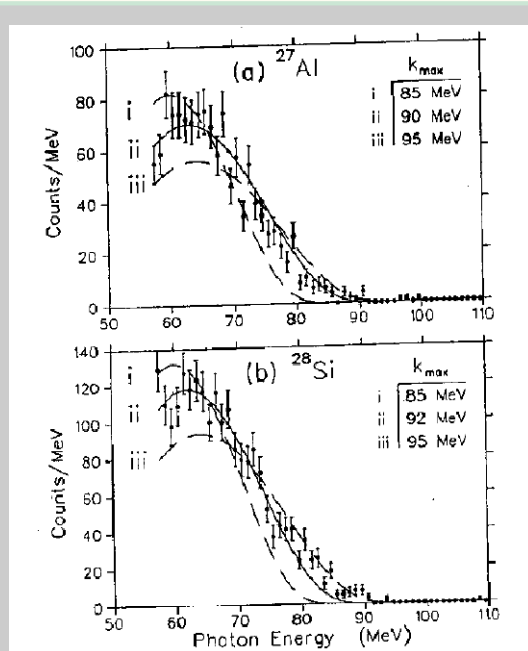 100
80
60
40
20
0
Counts/MeV
(a) ²⁷Al
i
ii
iii
k_max
i 85 MeV
ii 90 MeV
iii 95 MeV
50 60 70 80 90 100 110
140
120
100
80
60
40
20
0
Counts/MeV
(b) ²⁸Si
i
ii
iii
k_max
i 85 MeV
ii 92 MeV
iii 95 MeV
50 60 70 80 90 100 110
Photon Energy (MeV)